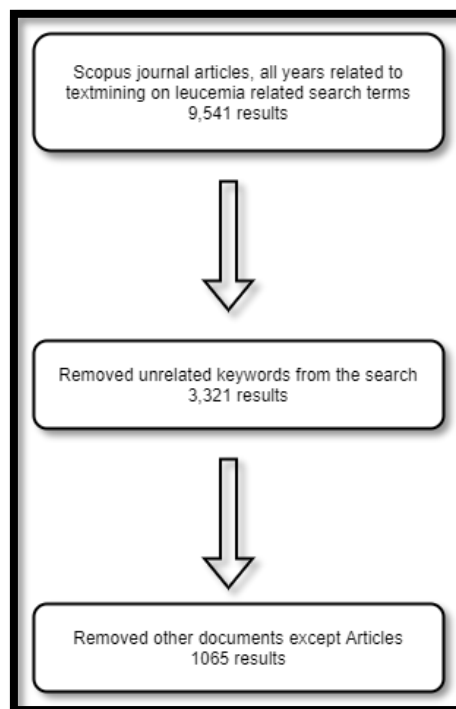 Scopus journal articles, all years related to
textmining on leucemia related search terms
9,541 results
Removed unrelated keywords from the search
3,321 results
Removed other documents except Articles
1065 results